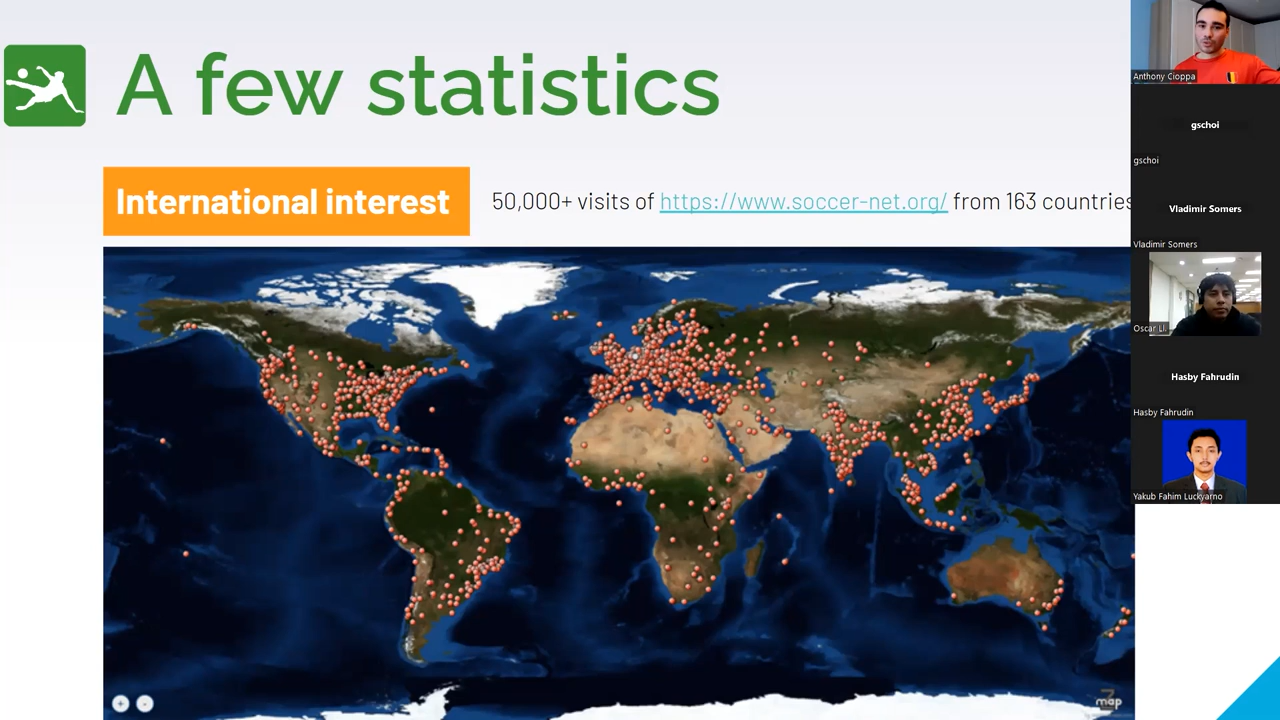 A few statistics
International interest
50,000+ visits of https://www.soccer-net.org/ from 163 countries
map
Anthony Cioppa
gschoi
gschoi
Vladimir Somers
Vladimir Somers
Oscar Li.
Hasby Fahrudin
Hasby Fahrudin
Yakub Fahim Luckyarno